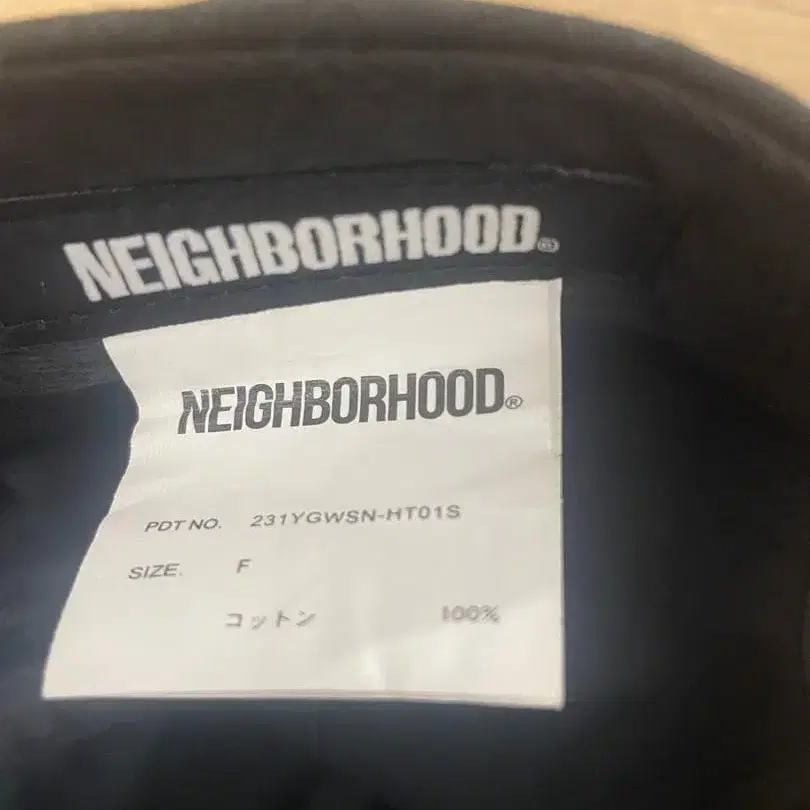 NEIGHBORHOOD®
NEIGHBORHOOD®
PDT NO. 231YGWSN-HT01S
SIZE. F
コットン 100%